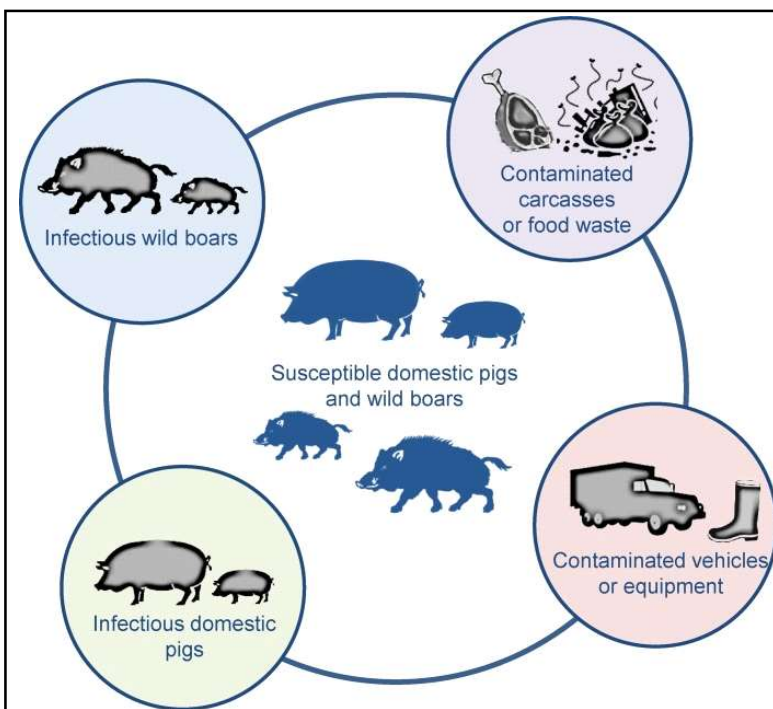 Infectious wild boars
Contaminated
carcasses
or food waste
Susceptible domestic pigs
and wild boars
Infectious domestic
pigs
Contaminated vehicles
or equipment